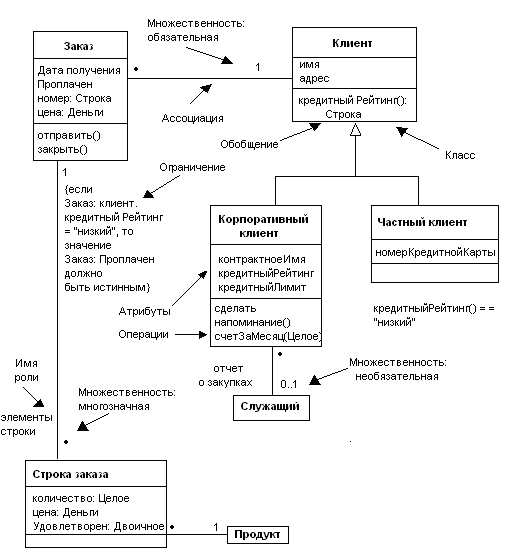 Множественность:
обязательная
Заказ
Дата получения
Проплачен
номер: Строка
цена: Деньги
отправить()
закрыть()
*
1
Ассоциация
Клиент
имя
адрес
кредитный Рейтинг():
Строка
Обобщение
Класс
1
Ограничение
{если
Заказ: клиент.
кредитный Рейтинг
= "низкий", то
значение
Заказ: Проплачен
должно
быть истинным}
Корпоративный
клиент
контрактноеИмя
кредитныйРейтинг
кредитныйЛимит
сделать
напоминание()
счетЗаМесяц(Целое)
Атрибуты
Операции
Частный клиент
номерКредитнойКарты
кредитныйРейтинг() = =
"низкий"
*
отчет
о закупках
0..1
Множественность:
необязательная
Служащий
Имя
роли
элементы
строки
Множественность:
многозначная
*
Строка заказа
количество: Целое
цена: Деньги
Удовлетворен: Двоичное
*
1
Продукт